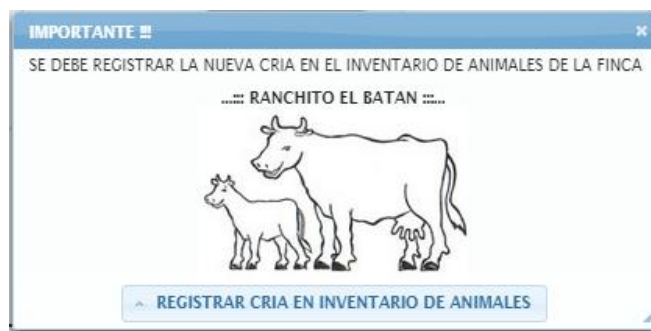 IMPORTANTE !!!
SE DEBE REGISTRAR LA NUEVA CRIA EN EL INVENTARIO DE ANIMALES DE LA FINCA
...::: RANCHITO EL BATAN :::...
REGISTRAR CRIA EN INVENTARIO DE ANIMALES